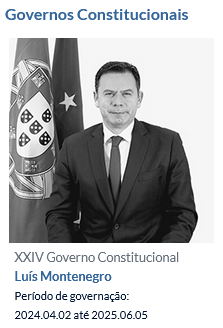 Governos Constitucionais
XXIV Governo Constitucional
Luís Montenegro
Período de governação:
2024.04.02 até 2025.06.05